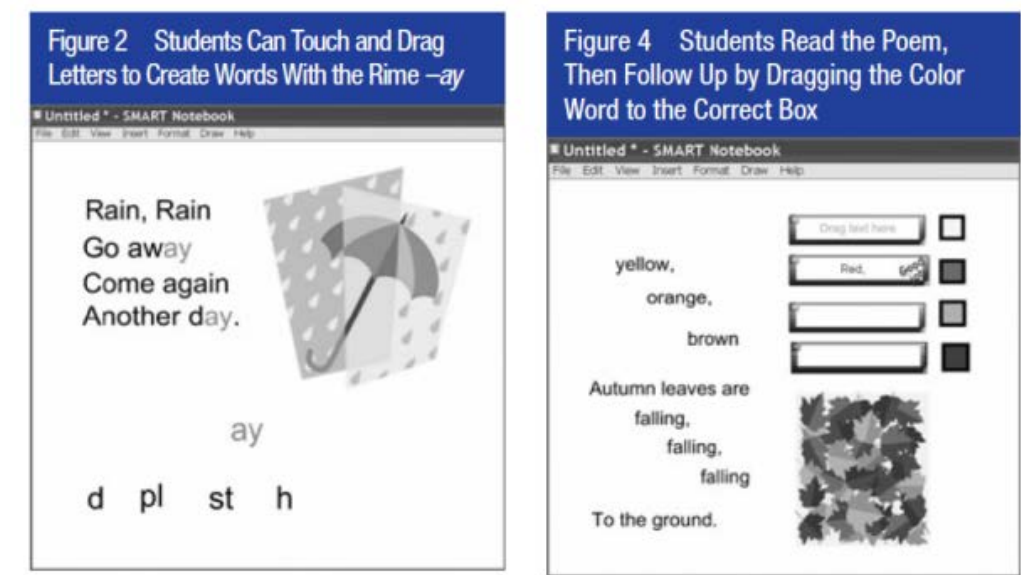 Figure 2 Students Can Touch and Drag
Letters to Create Words With the Rime –ay
Untitled * - SMART Notebook
File Edit View Insert Format Draw Help
Rain, Rain
Go away
Come again
Another day.
ay
d pl st h
Figure 4 Students Read the Poem,
Then Follow Up by Dragging the Color
Word to the Correct Box
Untitled * - SMART Notebook
File Edit View Insert Format Draw Help
Drag text here
Red,
yellow,
orange,
brown
Autumn leaves are
falling,
falling,
falling
To the ground.